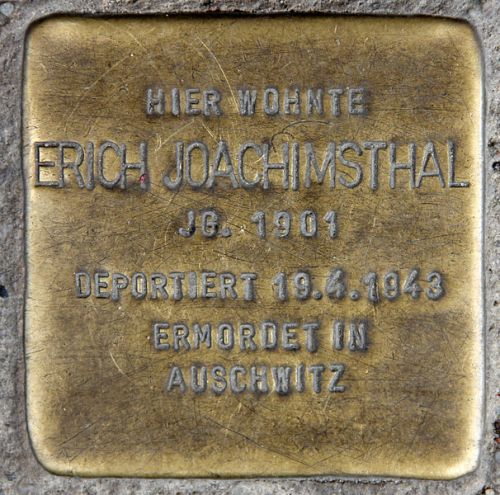 HIER WOHNTE
ERICH JOACHIMSTHAL
JG. 1901
DEPORTIERT 19.4.1943
ERMORDET IN
AUSCHWITZ